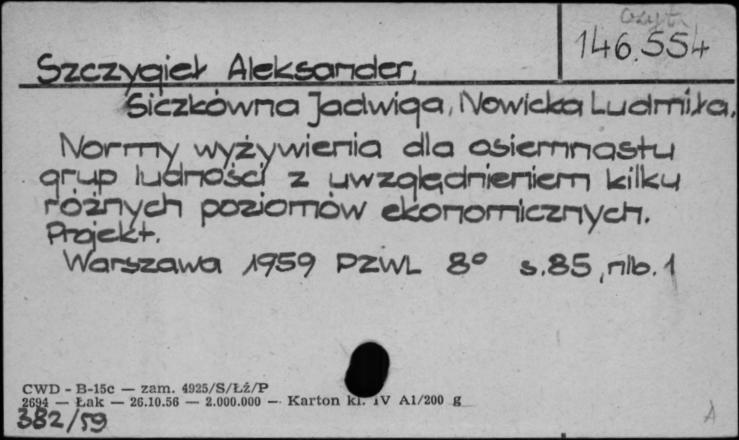 Czyt.
146.554
Szczygieł Aleksander,
Siczkówna Jadwiga, Nowicka Ludmiła.
Normy wyżywienia dla osiemnastu
grup ludności z uwzględnieniem kilku
różnych poziomów ekonomicznych.
Projekt.
Warszawa 1959 PZWL 8° s.85, nlb. 1
CWD - B-15c — zam. 4925/S/Łź/P
2694 — Łak — 26.10.56 — 2.000.000 — Karton kl. IV A1/200 g
382/59
A